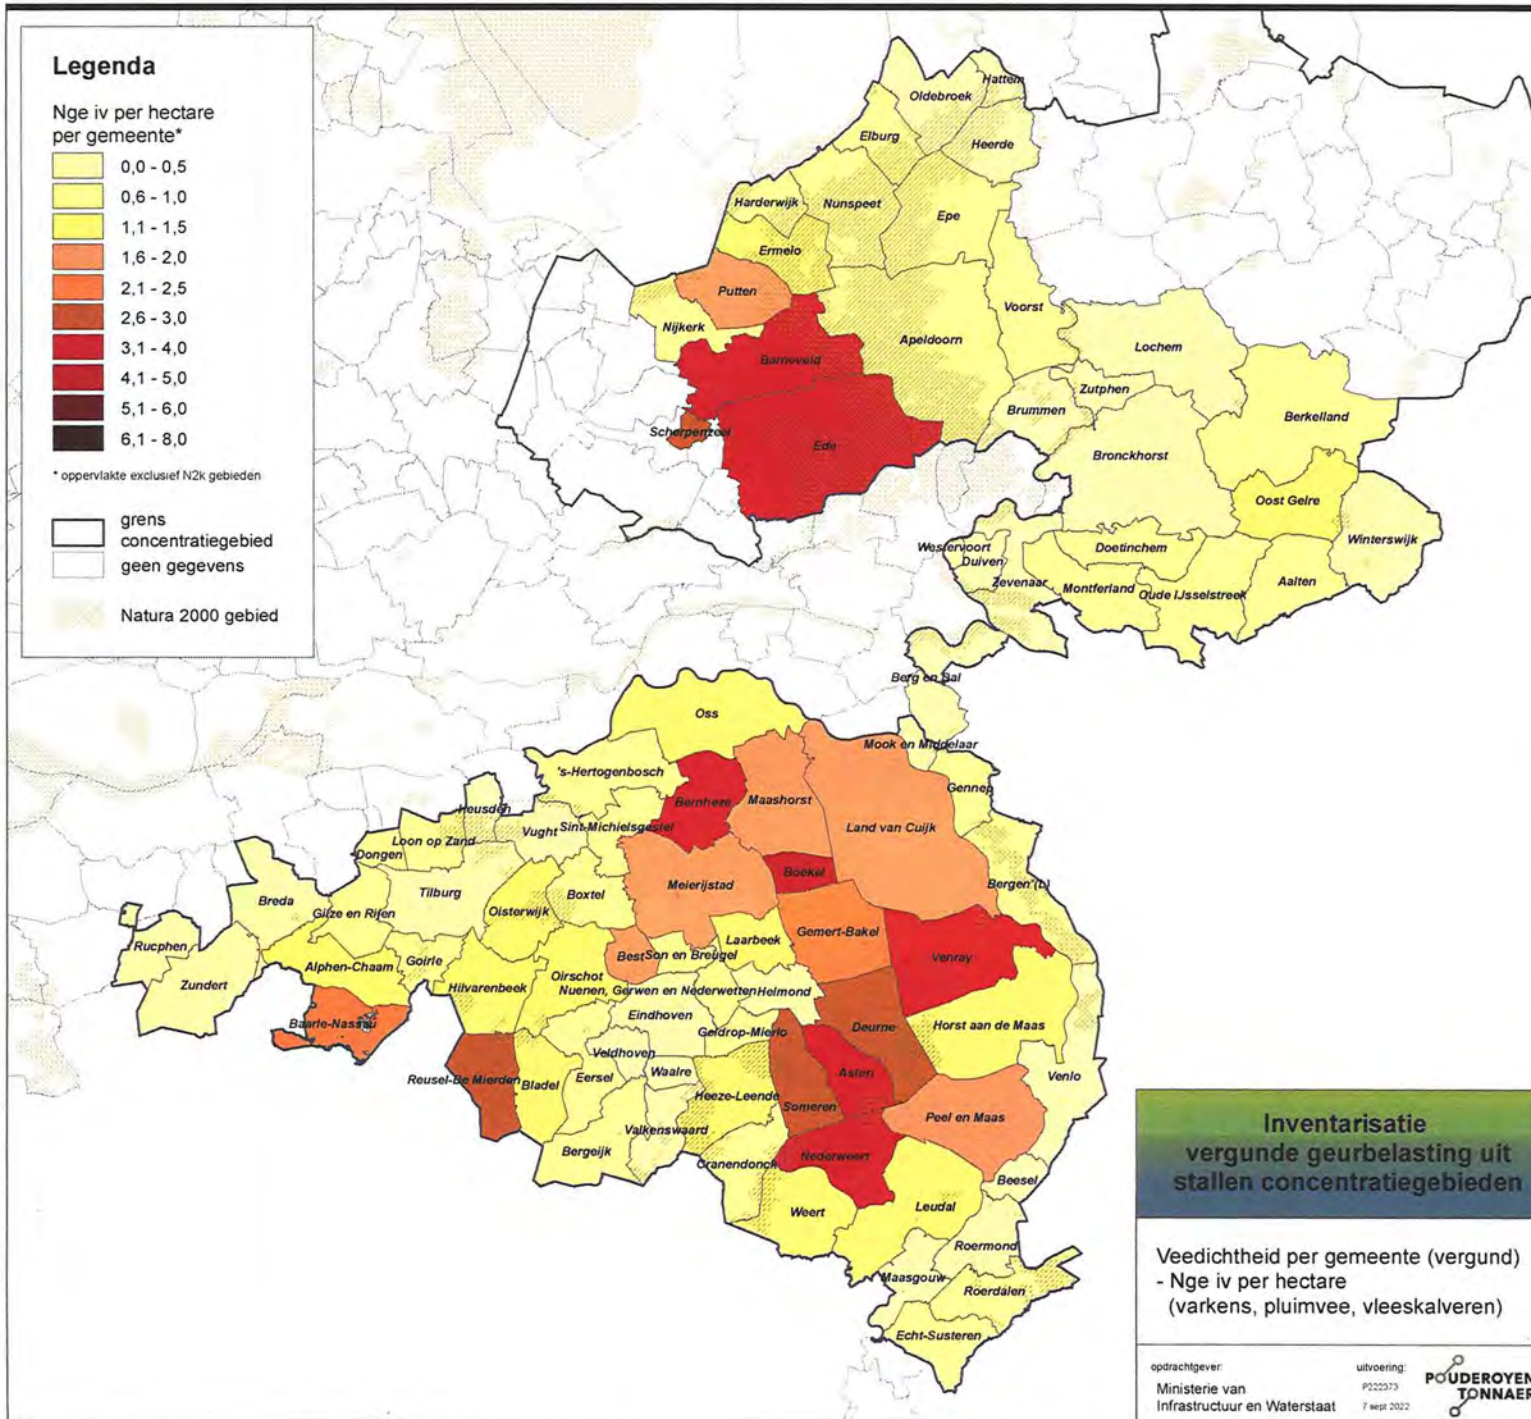 Legenda
Nge iv per hectare
per gemeente*
0,0 - 0,5
0,6 - 1,0
1,1 - 1,5
1,6 - 2,0
2,1 - 2,5
2,6 - 3,0
3,1 - 4,0
4,1 - 5,0
5,1 - 6,0
6,1 - 8,0
* oppervlakte exclusief N2k gebieden
grens
concentratiegebied
geen gegevens
Natura 2000 gebied
Hattem
Oldebroek
Elburg
Heerde
Harderwijk
Nunspeet
Epe
Ermelo
Putten
Voorst
Nijkerk
Apeldoorn
Lochem
Barneveld
Zutphen
Brummen
Berkelland
Scherpenzeel
Ede
Bronckhorst
Oost Gelre
Winterswijk
Westervoort
Doetinchem
Duiven
Zevenaar
Montferland
Oude IJsselstreek
Aalten
Berg en Dal
Oss
Mook en Middelaar
's-Hertogenbosch
Gennep
Bernheze
Maashorst
Heusden
Vught
Sint-Michielsgestel
Land van Cuijk
Loon op Zand
Dongen
Boekel
Meierijstad
Bergen (L)
Tilburg
Boxtel
Breda
Oisterwijk
Gilze en Rijen
Gemert-Bakel
Laarbeek
Rucphen
Best
Son en Breugel
Venray
Goirle
Alphen-Chaam
Oirschot
Zundert
Hilvarenbeek
Nuenen, Gerwen en Nederwetten
Helmond
Eindhoven
Baarle-Nassau
Geldrop-Mierlo
Deurne
Horst aan de Maas
Veldhoven
Waalre
Asten
Venlo
Reusel-De Mierden
Bladel
Eersel
Heeze-Leende
Someren
Peel en Maas
Valkenswaard
Bergeijk
Cranendonck
Nederweert
Beesel
Weert
Leudal
Roermond
Maasgouw
Roerdalen
Echt-Susteren
Inventarisatie
vergunde geurbelasting uit
stallen concentratiegebieden
Veedichtheid per gemeente (vergund)
- Nge iv per hectare
(varkens, pluimvee, vleeskalveren)
opdrachtgever:
Ministerie van
Infrastructuur en Waterstaat
uitvoering:
P222373
7 sept 2022
POUDEROYEN
TONNAER